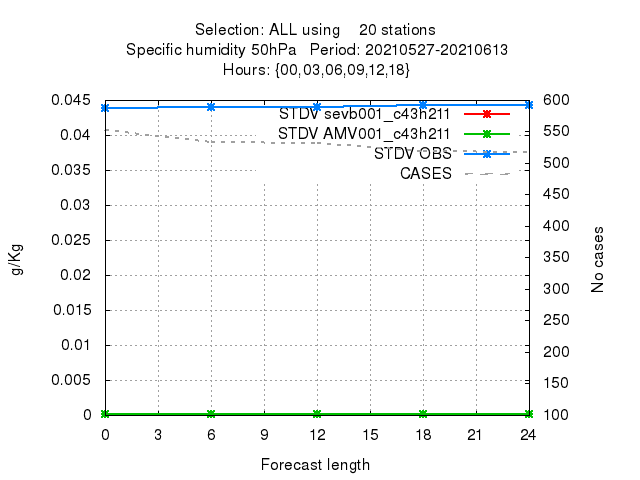 Selection: ALL using    20 stations
Specific humidity 50hPa   Period: 20210527-20210613
Hours: {00,03,06,09,12,18}
STDV sevb001_c43h211
STDV AMV001_c43h211
STDV OBS
CASES
g/Kg
0.045
0.04
0.035
0.03
0.025
0.02
0.015
0.01
0.005
0
600
550
500
450
400
350
300
250
200
150
100
No cases
0 3 6 9 12 15 18 21 24
Forecast length